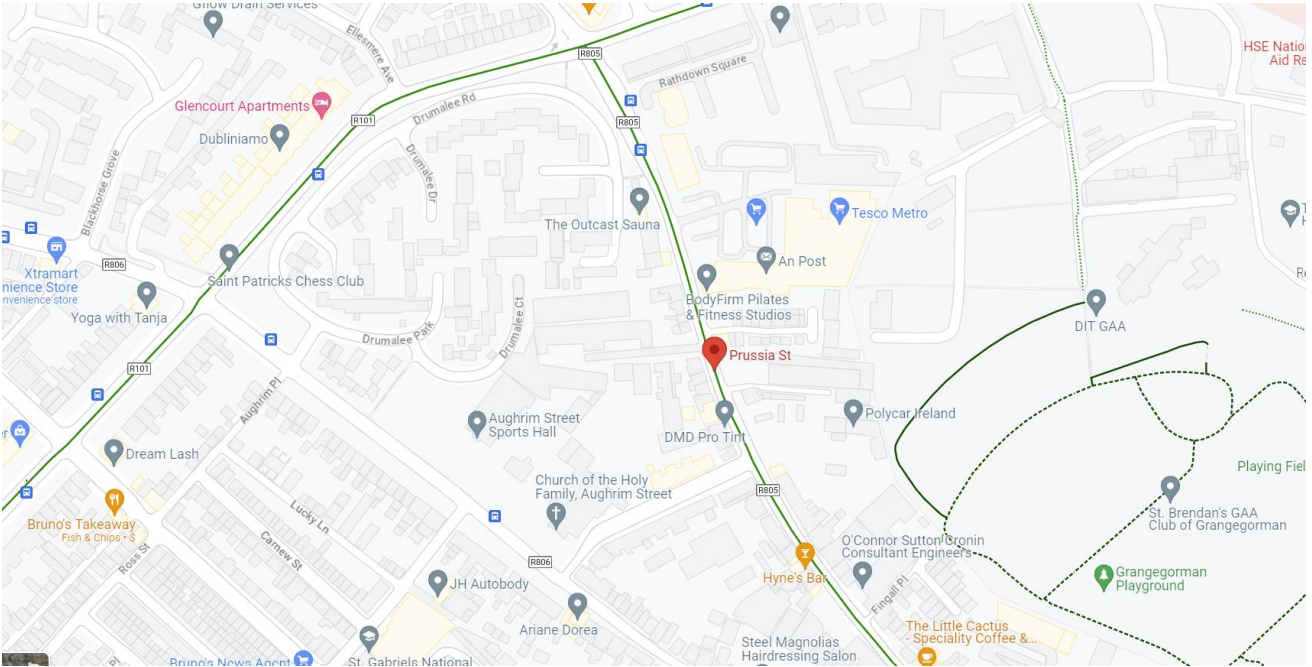 Gflow Drain Services
Ellesmere Ave
R805
HSE Natio
Aid Re
Rathdown Square
Glencourt Apartments
R101
Drumalee Rd
R805
Dubliniamo
Blackhorse Grove
Drumalee Dr
The Outcast Sauna
Tesco Metro
R806
Xtramart
nience Store
nvenience store
Saint Patricks Chess Club
An Post
Yoga with Tanja
BodyFirm Pilates
& Fitness Studios
DIT GAA
Drumalee Park
Drumalee Ct
Prussia St
R101
Aughrim Pl
Aughrim Street
Sports Hall
DMD Pro Tint
Polycar Ireland
Dream Lash
Church of the Holy
Family, Aughrim Street
R805
Playing Fiel
Bruno's Takeaway
Fish & Chips • $
Lucky Ln
St. Brendan's GAA
Club of Grangegorman
Ross St
Carnew St
R806
O'Connor Sutton Cronin
Consultant Engineers
Hyne's Bar
Fingall Pl
Grangegorman
Playground
JH Autobody
Ariane Dorea
The Little Cactus
- Speciality Coffee &...
Steel Magnolias
Hairdressing Salon
Bruno's News Agent
St. Gabriels National